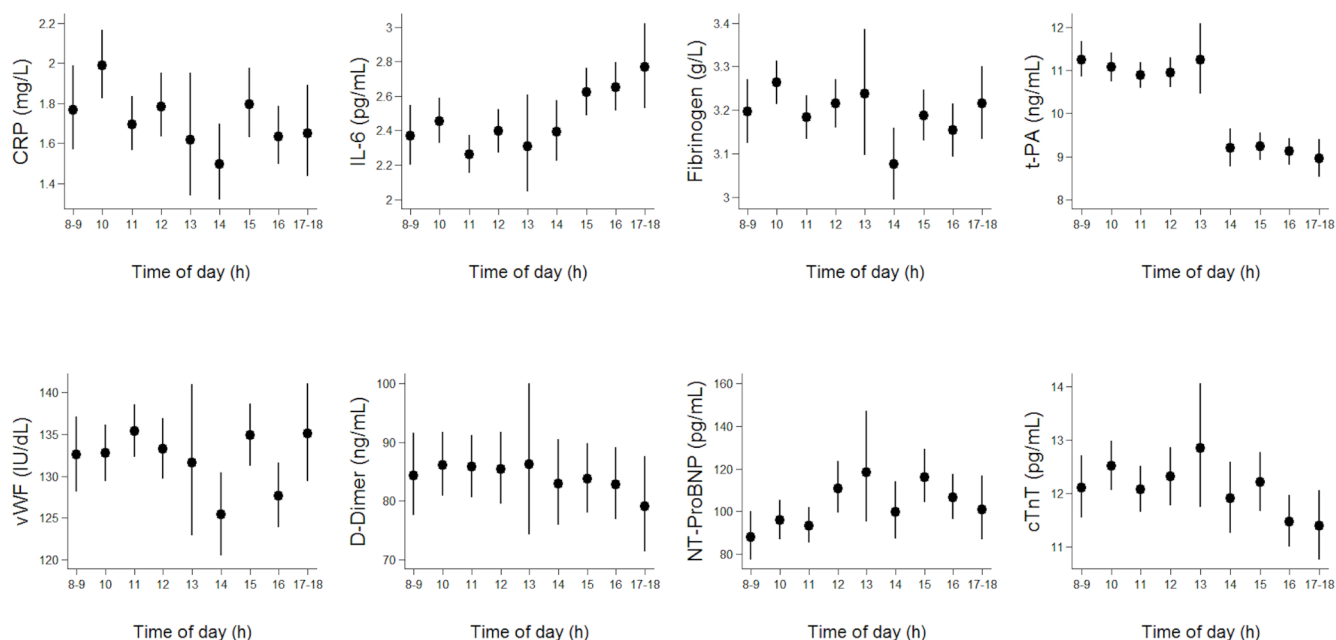 CRP (mg/L)
2.2
2
1.8
1.6
1.4
8-9 10 11 12 13 14 15 16 17-18
Time of day (h)
IL-6 (pg/mL)
3
2.8
2.6
2.4
2.2
2
8-9 10 11 12 13 14 15 16 17-18
Time of day (h)
Fibrinogen (g/L)
3.4
3.3
3.2
3.1
3
8-9 10 11 12 13 14 15 16 17-18
Time of day (h)
t-PA (ng/mL)
12
11
10
9
8
8-9 10 11 12 13 14 15 16 17-18
Time of day (h)
vWF (IU/dL)
140
135
130
125
120
8-9 10 11 12 13 14 15 16 17-18
Time of day (h)
D-Dimer (ng/mL)
100
90
80
70
8-9 10 11 12 13 14 15 16 17-18
Time of day (h)
NT-ProBNP (pg/mL)
160
140
120
100
80
8-9 10 11 12 13 14 15 16 17-18
Time of day (h)
cTnT (pg/mL)
14
13
12
11
8-9 10 11 12 13 14 15 16 17-18
Time of day (h)